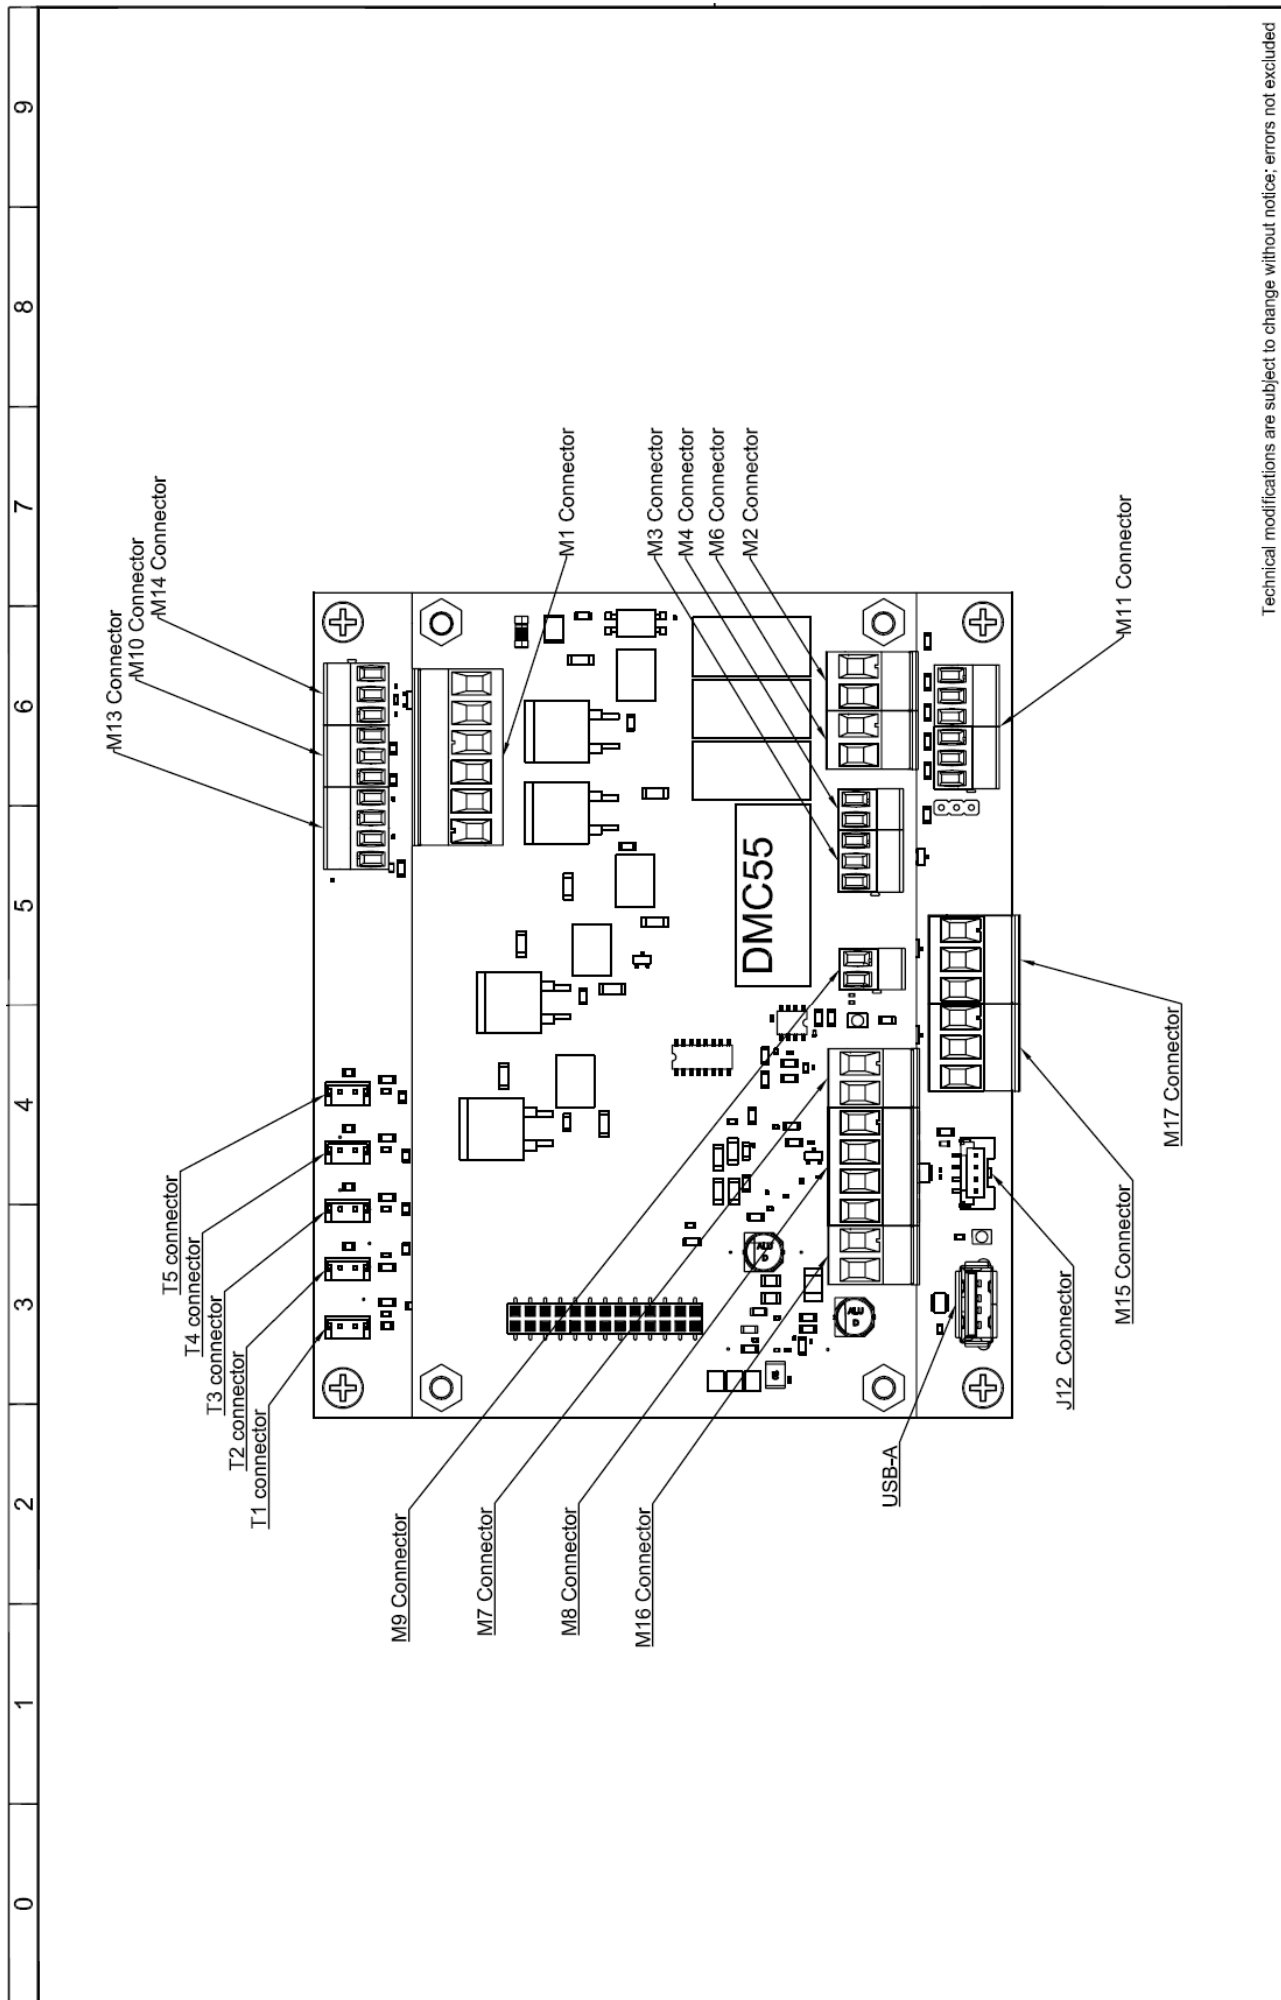 0
1
2
3
4
5
6
7
8
9
M13 Connector
M10 Connector
M14 Connector
T5 connector
T4 connector
T3 connector
T2 connector
T1 connector
M1 Connector
M3 Connector
M4 Connector
M6 Connector
M2 Connector
DMC55
ALU
D
ALU
D
M9 Connector
M7 Connector
M8 Connector
M16 Connector
USB-A
J12 Connector
M15 Connector
M17 Connector
M11 Connector
Technical modifications are subject to change without notice; errors not excluded